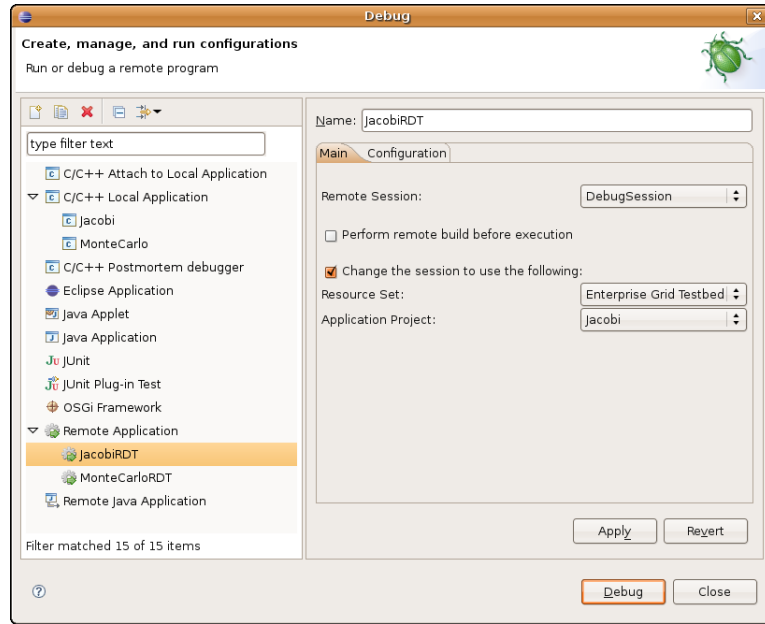 Debug
Create, manage, and run configurations
Run or debug a remote program
type filter text
C/C++ Attach to Local Application
C/C++ Local Application
Jacobi
MonteCarlo
C/C++ Postmortem debugger
Eclipse Application
Java Applet
Java Application
JUnit
JUnit Plug-in Test
OSGi Framework
Remote Application
JacobiRDT
MonteCarloRDT
Remote Java Application
Filter matched 15 of 15 items
Name: JacobiRDT
Main Configuration
Remote Session: DebugSession
Perform remote build before execution
Change the session to use the following:
Resource Set: Enterprise Grid Testbed
Application Project: Jacobi
Apply Revert
Debug Close